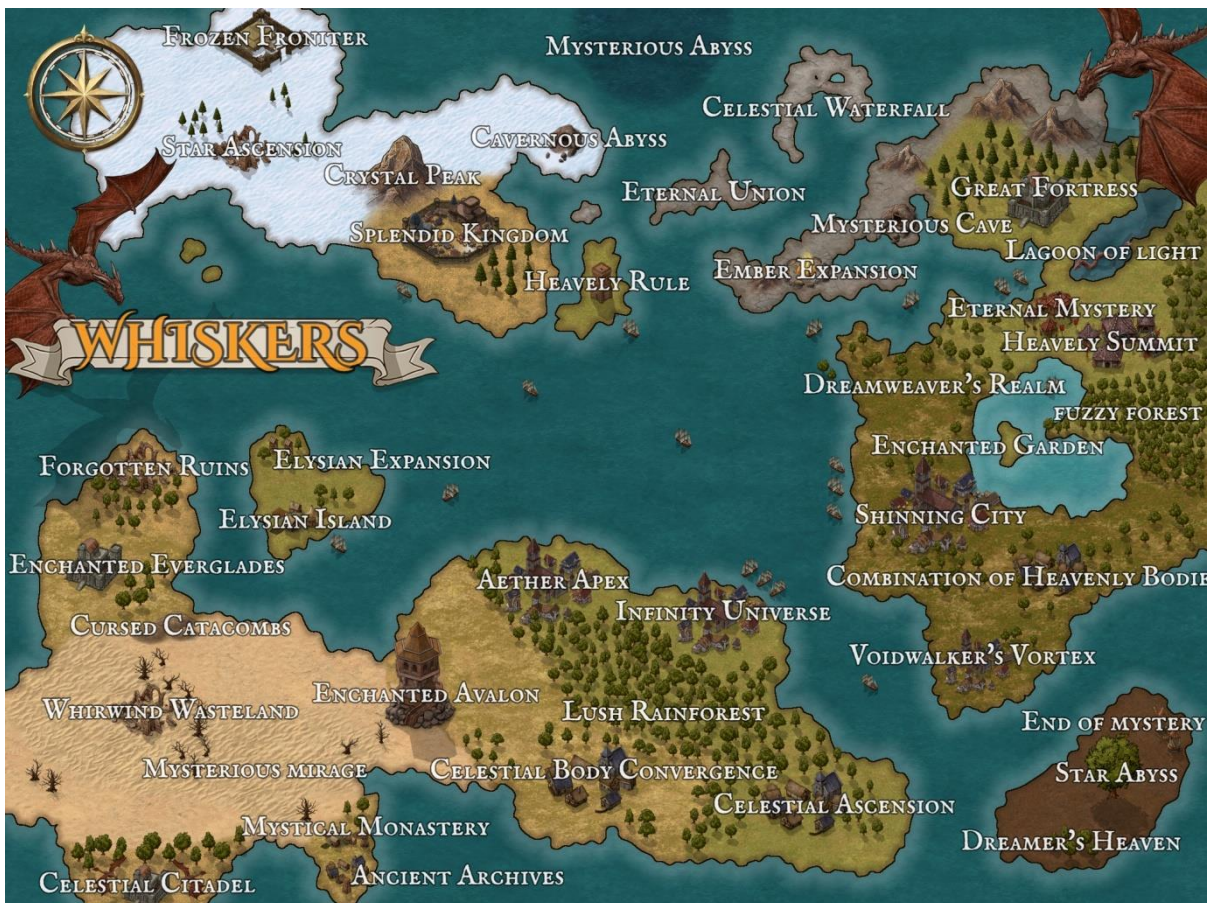 Frozen Froniter
Mysterious Abyss
Celestial Waterfall
Star Ascension
Cavernous Abyss
Crystal Peak
Eternal Union
Great Fortress
Mysterious Cave
Splendid Kingdom
Lagoon of light
Ember Expansion
Heavely Rule
Eternal Mystery
Heavely Summit
WHISKERS
Dreamweaver's Realm
fuzzy forest
Enchanted Garden
Forgotten Ruins
Elysian Expansion
Elysian Island
Shinning City
Enchanted Everglades
Aether Apex
Combination of Heavenly Bodie
Infinity Universe
Cursed Catacombs
Voidwalker's Vortex
Enchanted Avalon
Whirwind Wasteland
Lush Rainforest
End of mystery
Mysterious mirage
Celestial Body Convergence
Star Abyss
Celestial Ascension
Mystical Monastery
Dreamer's Heaven
Ancient Archives
Celestial Citadel